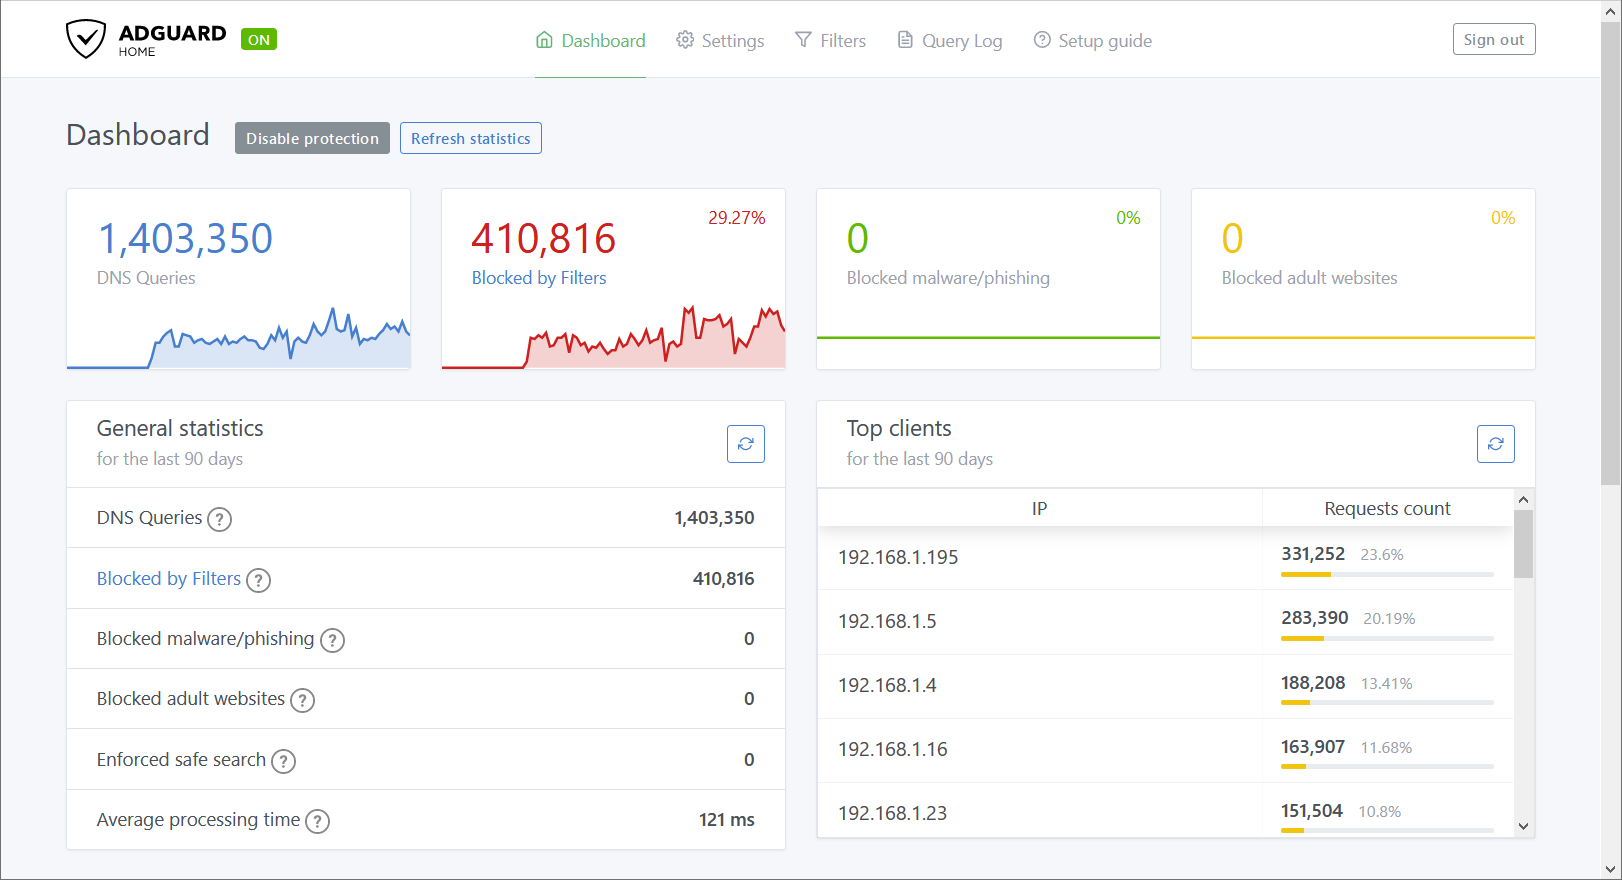 ADGUARD
HOME
ON
Dashboard
Settings
Filters
Query Log
Setup guide
Sign out
Dashboard
Disable protection
Refresh statistics
1,403,350
DNS Queries
29.27%
410,816
Blocked by Filters
0%
0
Blocked malware/phishing
0%
0
Blocked adult websites
General statistics
for the last 90 days
DNS Queries ? 1,403,350
Blocked by Filters ? 410,816
Blocked malware/phishing ? 0
Blocked adult websites ? 0
Enforced safe search ? 0
Average processing time ? 121 ms
Top clients
for the last 90 days
IP Requests count
192.168.1.195 331,252 23.6%
192.168.1.5 283,390 20.19%
192.168.1.4 188,208 13.41%
192.168.1.16 163,907 11.68%
192.168.1.23 151,504 10.8%